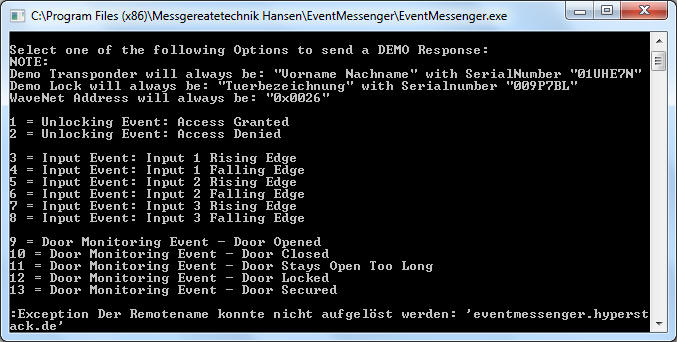 C:\Program Files (x86)\Messgereatetechnik Hansen\EventMessenger\EventMessenger.exe
Select one of the following Options to send a DEMO Response:
NOTE:
Demo Transponder will always be: "Vorname Nachname" with SerialNumber "01UHE7N"
Demo Lock will always be: "Tuerbezeichnung" with Serialnumber "009P7BL"
WaveNet Address will always be: "0x0026"
1 = Unlocking Event: Access Granted
2 = Unlocking Event: Access Denied
3 = Input Event: Input 1 Rising Edge
4 = Input Event: Input 1 Falling Edge
5 = Input Event: Input 2 Rising Edge
6 = Input Event: Input 2 Falling Edge
7 = Input Event: Input 3 Rising Edge
8 = Input Event: Input 3 Falling Edge
9 = Door Monitoring Event - Door Opened
10 = Door Monitoring Event - Door Closed
11 = Door Monitoring Event - Door Stays Open Too Long
12 = Door Monitoring Event - Door Locked
13 = Door Monitoring Event - Door Secured
:Exception Der Remotename konnte nicht aufgelöst werden: 'eventmessenger.hyperst
ack.de'